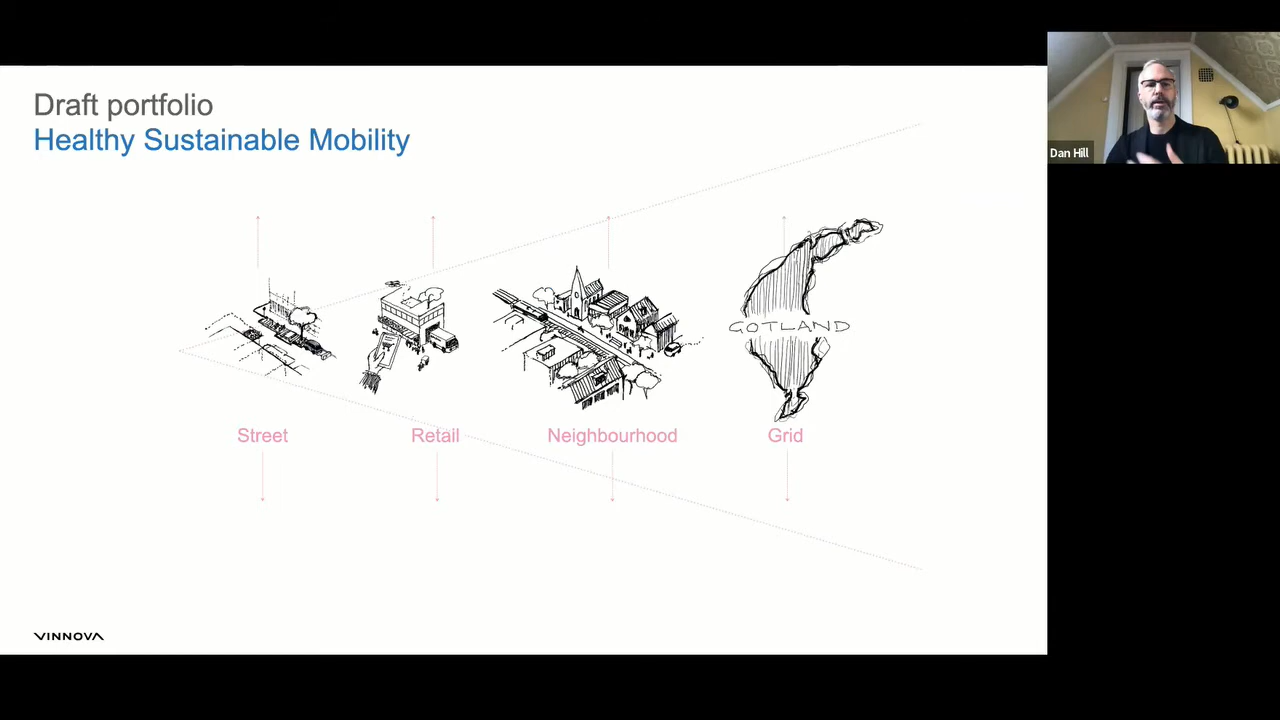 Draft portfolio
Healthy Sustainable Mobility
Dan Hill
GOTLAND
Street
Retail
Neighbourhood
Grid
VINNOVA